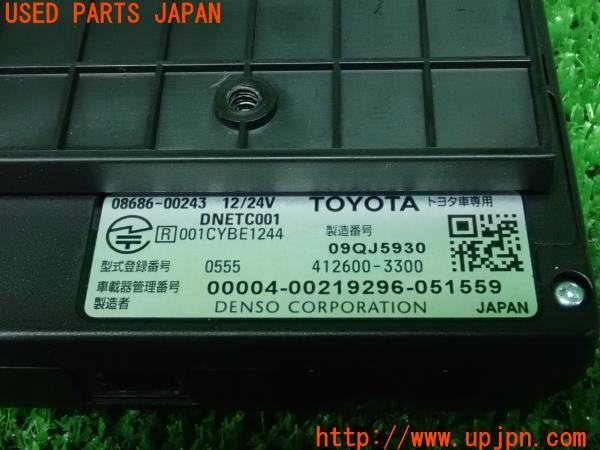 USED PARTS JAPAN
08686-00243 12/24V TOYOTA トヨタ車専用
DNETC001
R 001CYBE1244 製造番号
09QJ5930
型式登録番号 0555 412600-3300
車載器管理番号 00004-00219296-051559
製造者 DENSO CORPORATION JAPAN
http://www.upjpn.com/